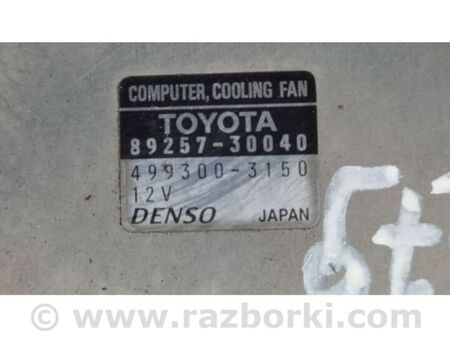 COMPUTER, COOLING FAN
TOYOTA
89257-30040
499300-3150
12V
DENSO JAPAN
© www.razborki.com